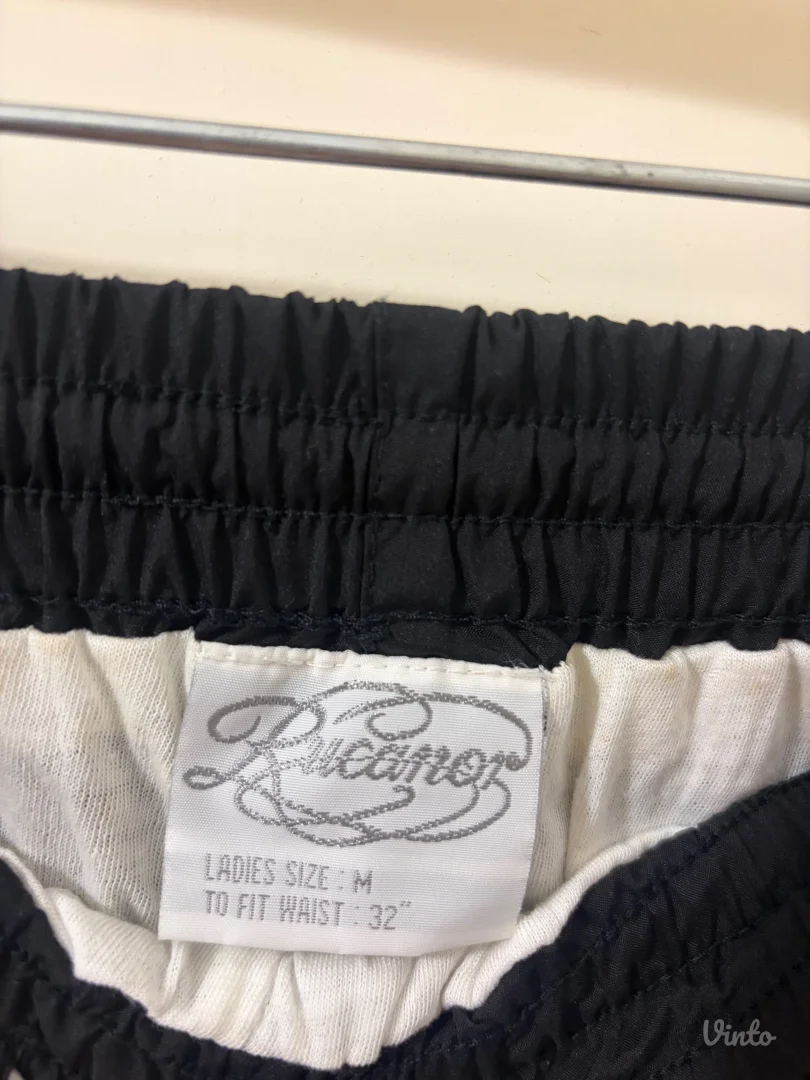 Rucanor
LADIES SIZE : M
TO FIT WAIST : 32"
Vinto